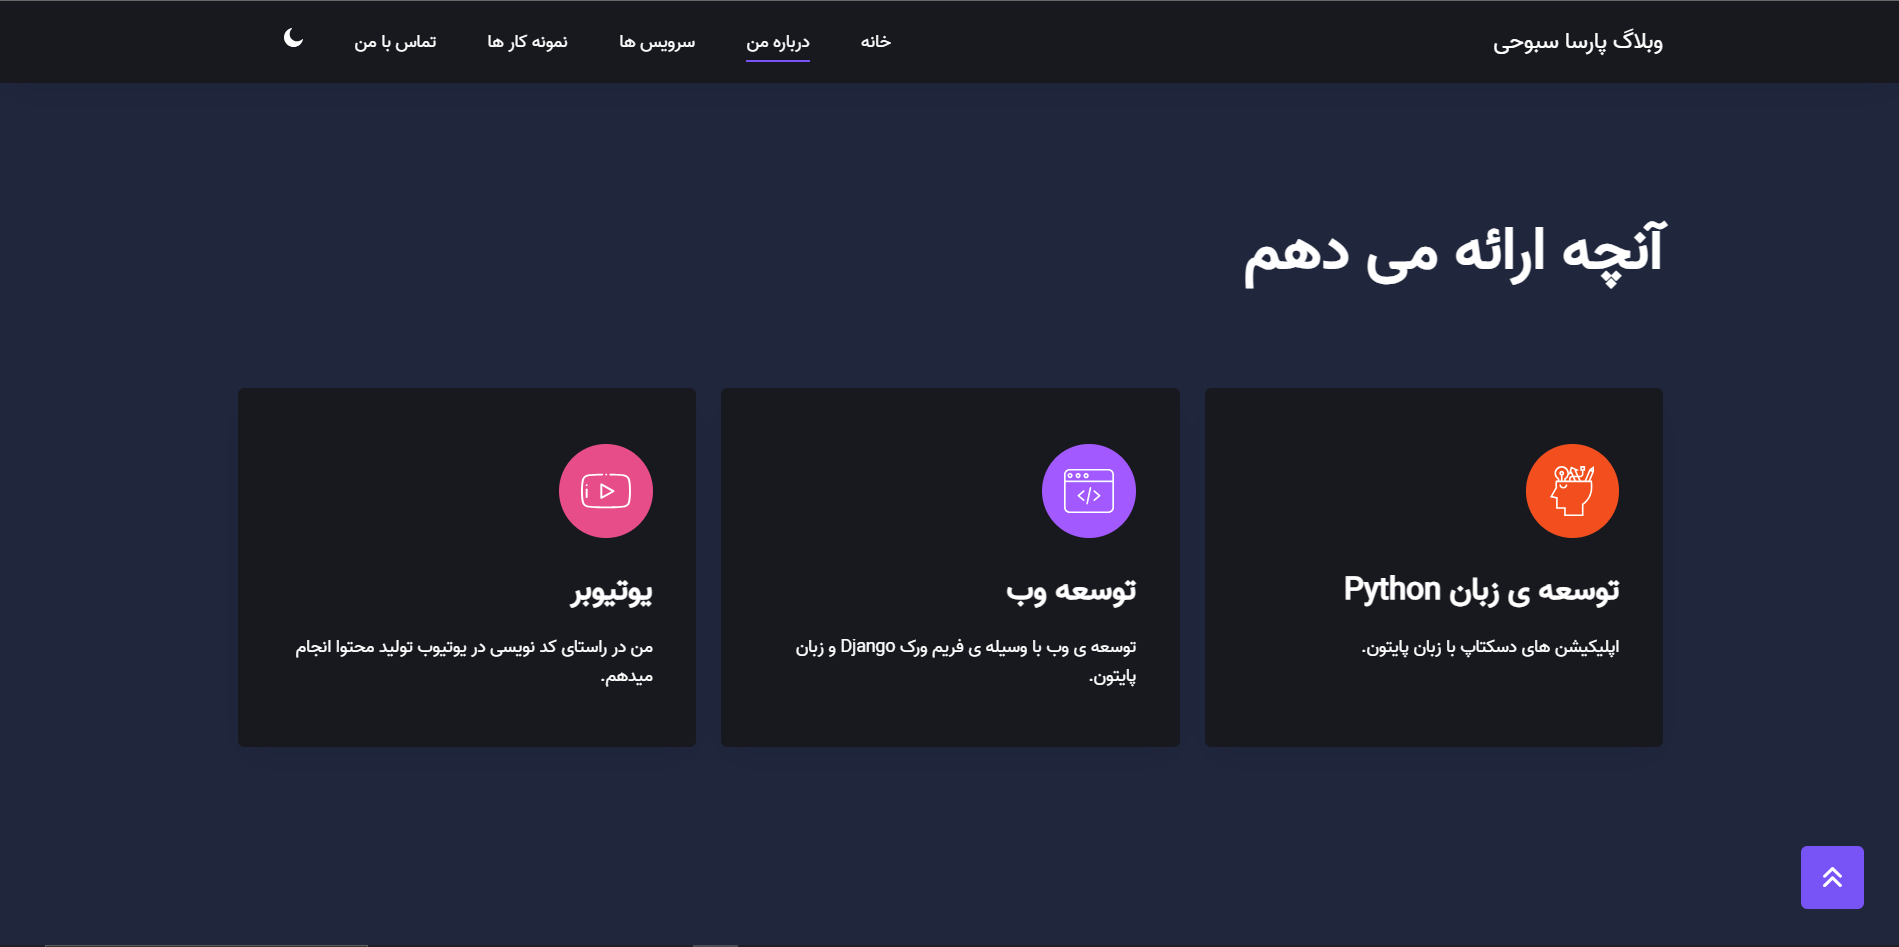 وبلاگ پارسا سبوحی
خانه
درباره من
سرویس ها
نمونه کار ها
تماس با من
آنچه ارائه می دهم
توسعه ی زبان Python
اپلیکیشن های دسکتاپ با زبان پایتون.
توسعه وب
توسعه ی وب با وسیله ی فریم ورک Django و زبان
پایتون.
یوتیوبر
من در راستای کد نویسی در یوتیوب تولید محتوا انجام
میدهم.